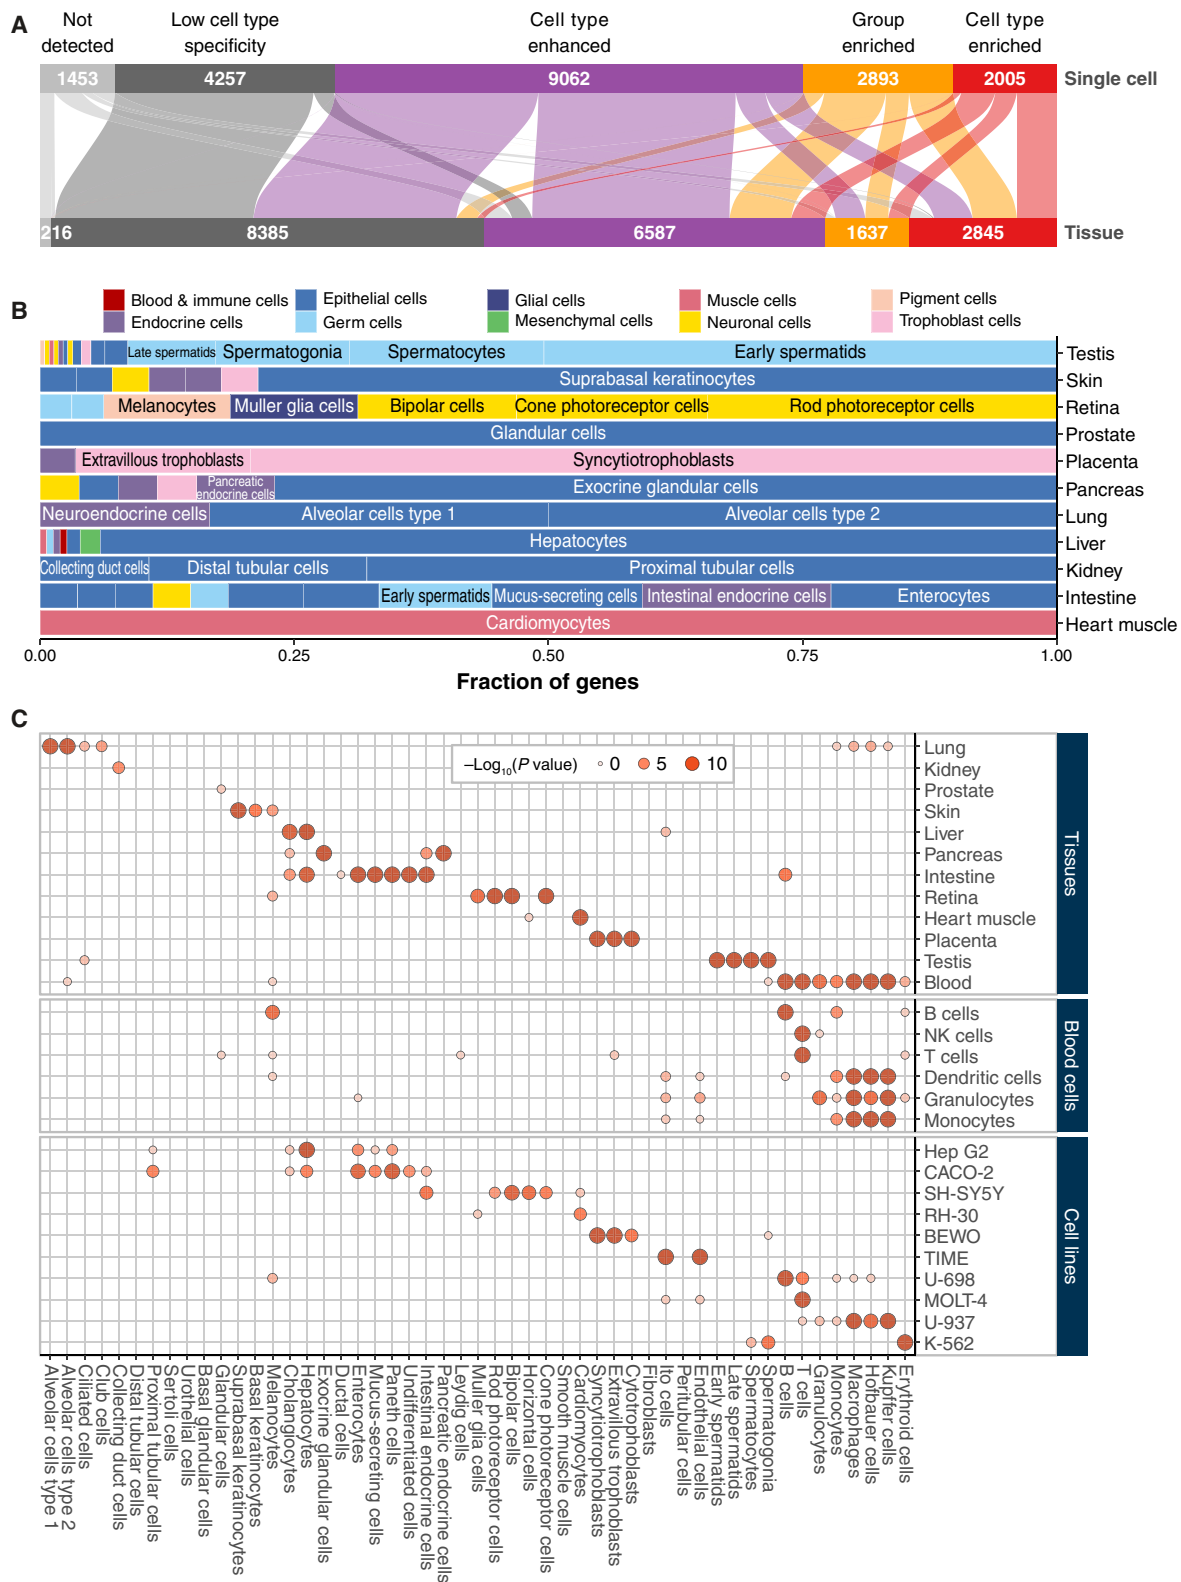 A
Not detected
Low cell type specificity
Cell type enhanced
Group enriched
Cell type enriched
1453 4257 9062 2893 2005 Single cell
216 8385 6587 1637 2845 Tissue
B
Blood & immune cells Epithelial cells Glial cells Muscle cells Pigment cells
Endocrine cells Germ cells Mesenchymal cells Neuronal cells Trophoblast cells
Late spermatids Spermatogonia Spermatocytes Early spermatids Testis
Suprabasal keratinocytes Skin
Melanocytes Muller glia cells Bipolar cells Cone photoreceptor cells Rod photoreceptor cells Retina
Glandular cells Prostate
Extravillous trophoblasts Syncytiotrophoblasts Placenta
Pancreatic endocrine cells Exocrine glandular cells Pancreas
Neuroendocrine cells Alveolar cells type 1 Alveolar cells type 2 Lung
Hepatocytes Liver
Collecting duct cells Distal tubular cells Proximal tubular cells Kidney
Early spermatids Mucus-secreting cells Intestinal endocrine cells Enterocytes Intestine
Cardiomyocytes Heart muscle
0.00 0.25 0.50 0.75 1.00
Fraction of genes
C
–Log10(P value) 0 5 10
Lung
Kidney
Prostate
Skin
Liver
Pancreas
Intestine
Retina
Heart muscle
Placenta
Testis
Blood
Tissues
B cells
NK cells
T cells
Dendritic cells
Granulocytes
Monocytes
Blood cells
Hep G2
CACO-2
SH-SY5Y
RH-30
BEWO
TIME
U-698
MOLT-4
U-937
K-562
Cell lines
Alveolar cells type 1
Alveolar cells type 2
Ciliated cells
Club cells
Collecting duct cells
Distal tubular cells
Proximal tubular cells
Sertoli cells
Urothelial cells
Basal glandular cells
Glandular cells
Suprabasal keratinocytes
Basal keratinocytes
Melanocytes
Cholangiocytes
Hepatocytes
Exocrine glandular cells
Ductal cells
Enterocytes
Mucus-secreting cells
Paneth cells
Undifferentiated cells
Intestinal endocrine cells
Pancreatic endocrine cells
Leydig cells
Muller glia cells
Rod photoreceptor cells
Bipolar cells
Horizontal cells
Cone photoreceptor cells
Smooth muscle cells
Cardiomyocytes
Syncytiotrophoblasts
Extravillous trophoblasts
Cytotrophoblasts
Fibroblasts
Ito cells
Peritubular cells
Endothelial cells
Early spermatids
Late spermatids
Spermatocytes
Spermatogonia
B cells
T cells
Granulocytes
Monocytes
Macrophages
Hofbauer cells
Kupffer cells
Erythroid cells